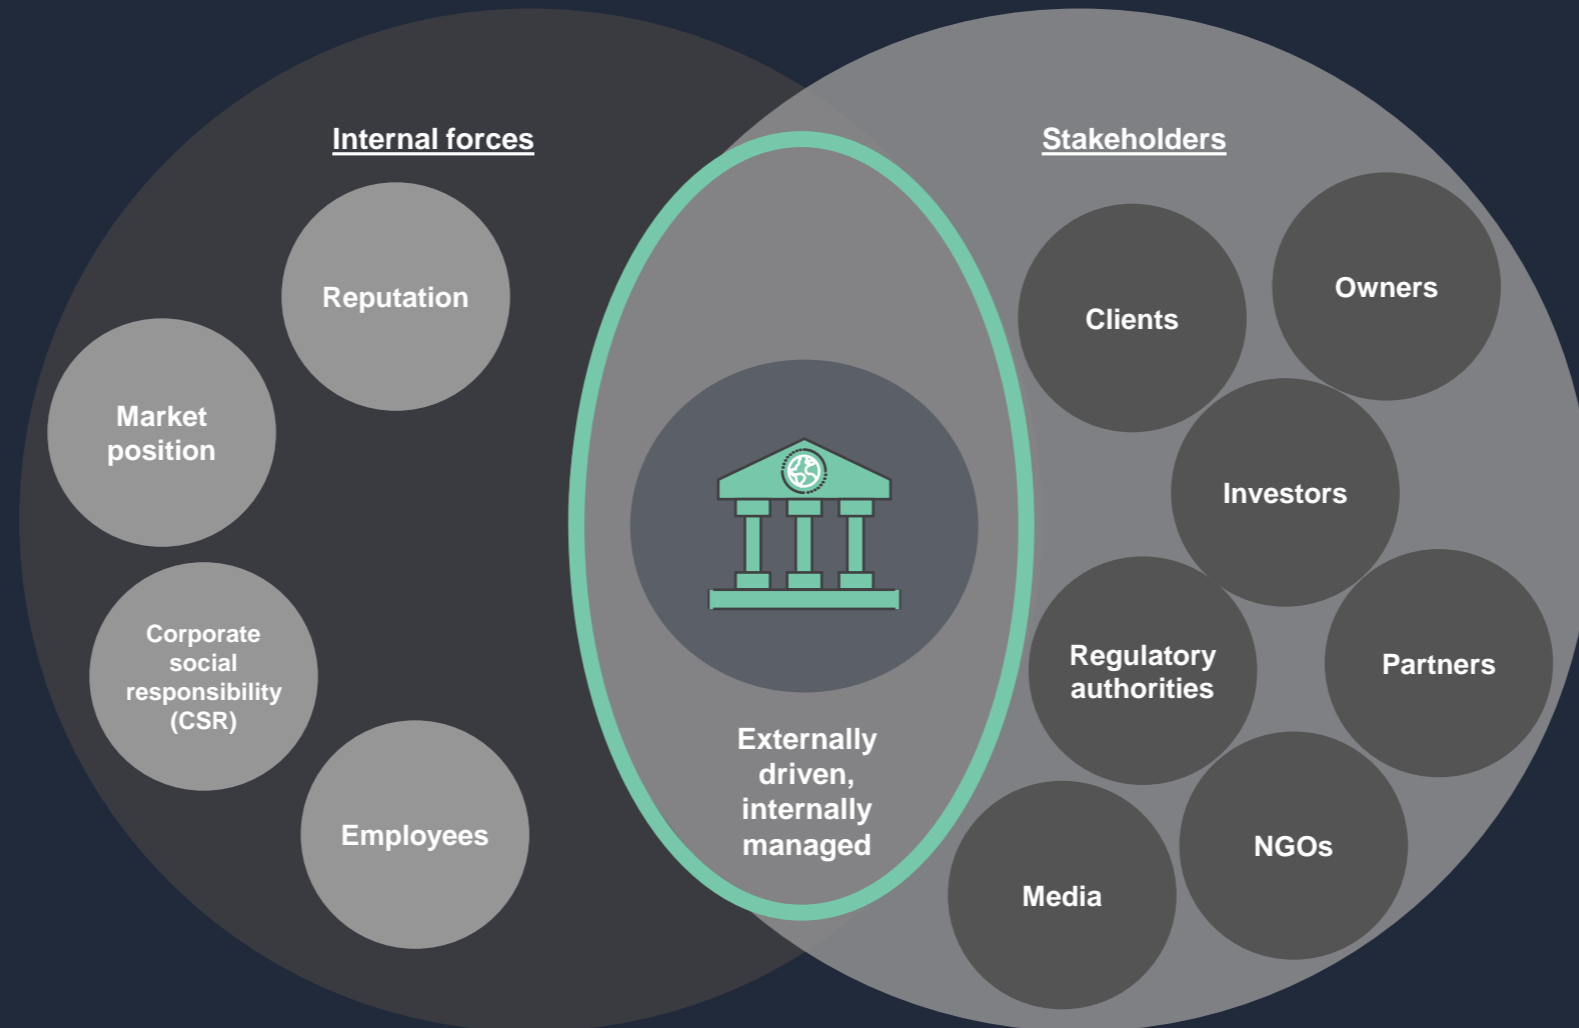 Internal forces
Reputation
Market
position
Corporate
social
responsibility
(CSR)
Employees
Externally
driven,
internally
managed
Stakeholders
Clients
Owners
Investors
Regulatory
authorities
Partners
NGOs
Media